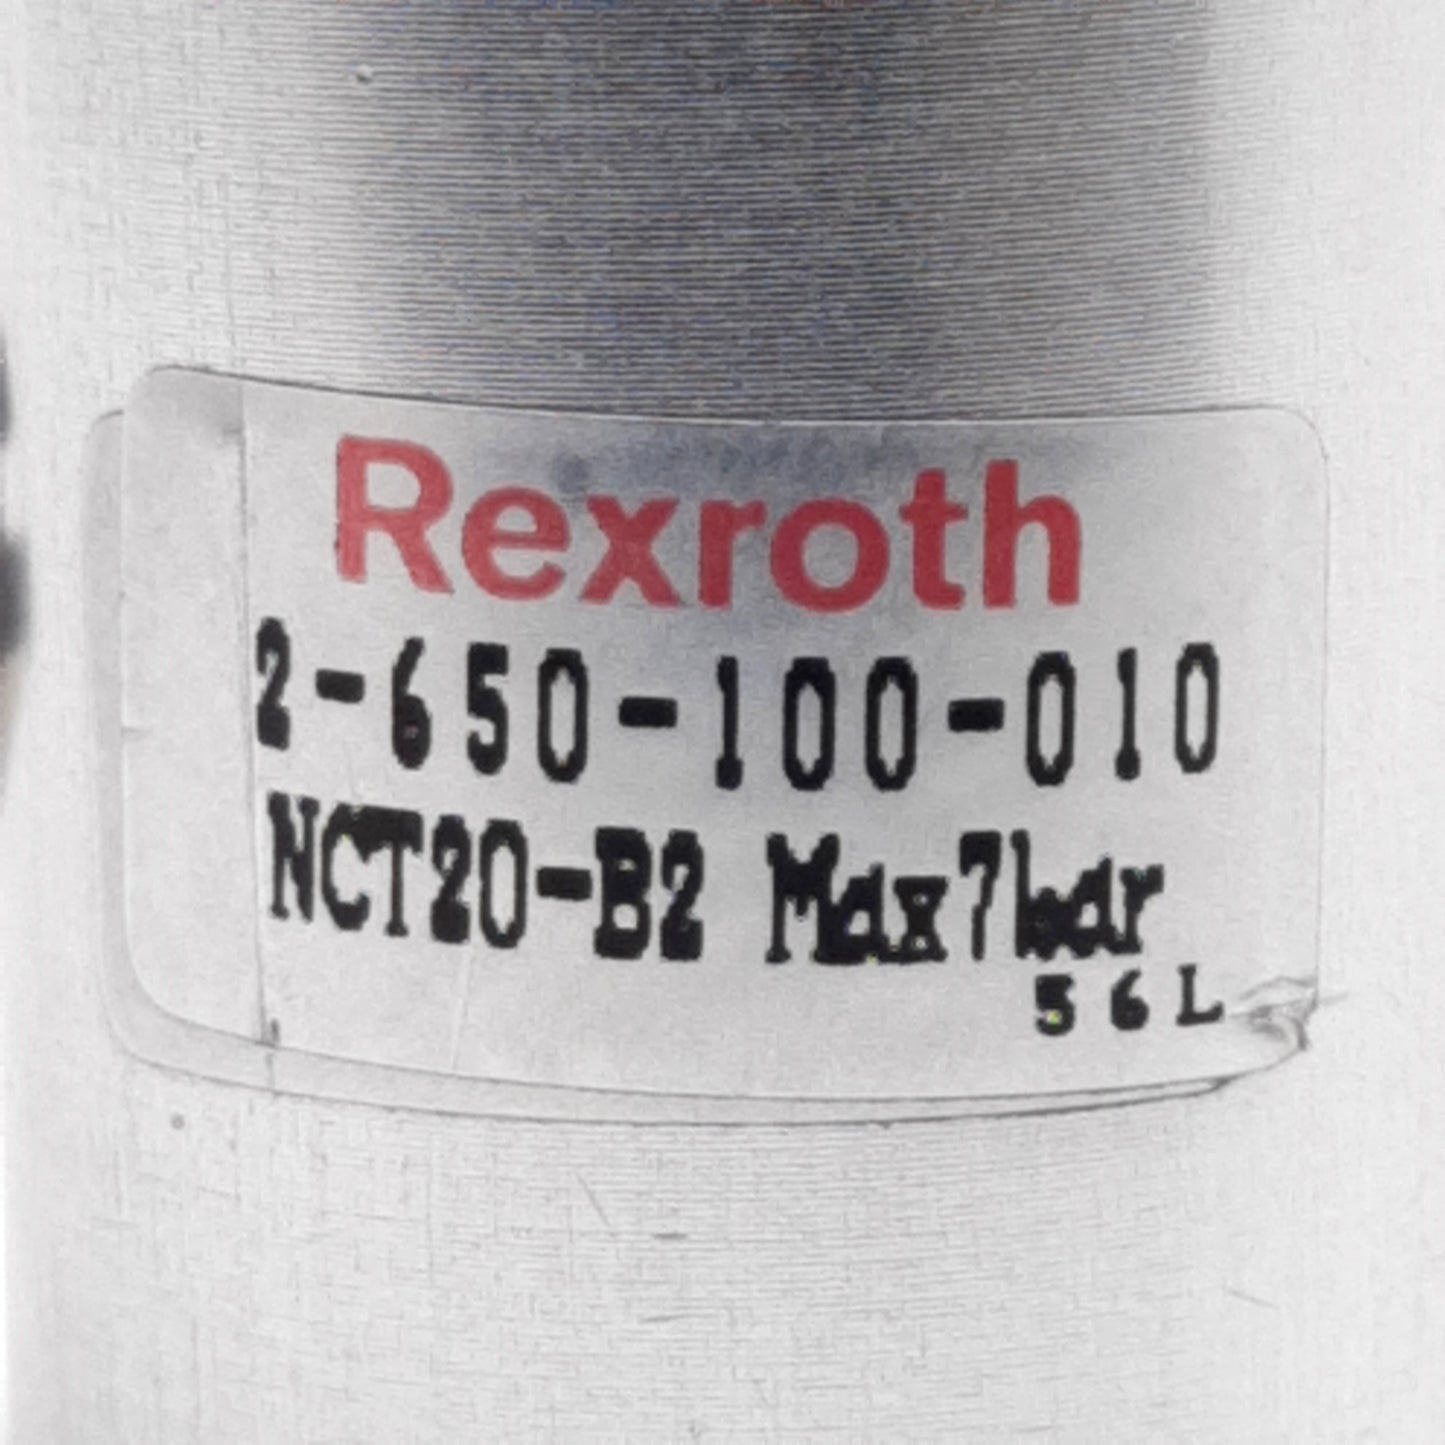 Rexroth
2-650-100-010
NCT20-B2 Max7bar
56L